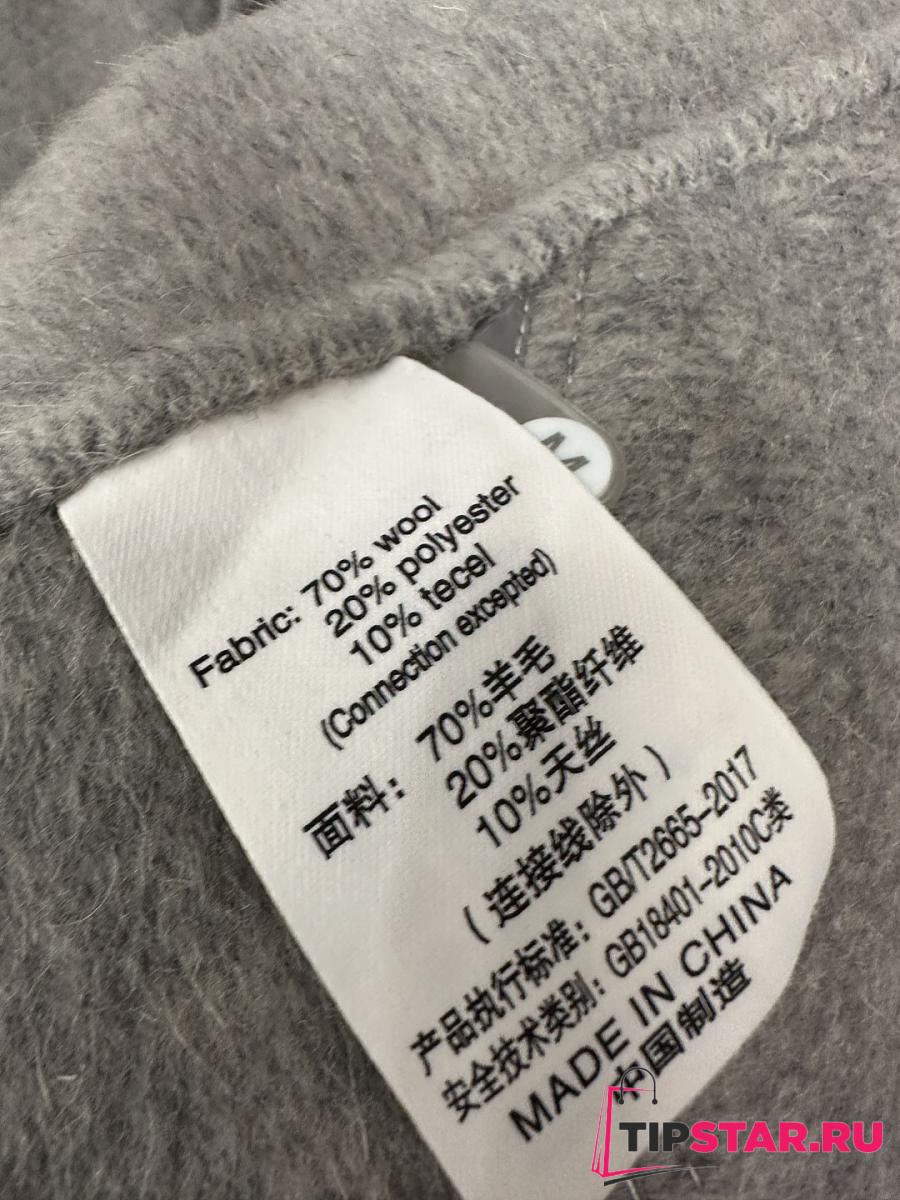 M
Fabric: 70% wool
20% polyester
10% tecel
(Connection excepted)
面料： 70%羊毛
20%聚酯纤维
10%天丝
（连接线除外）
产品执行标准： GB/T2665-2017
安全技术类别： GB18401-2010C类
MADE IN CHINA
中国制造
TIPSTAR.RU